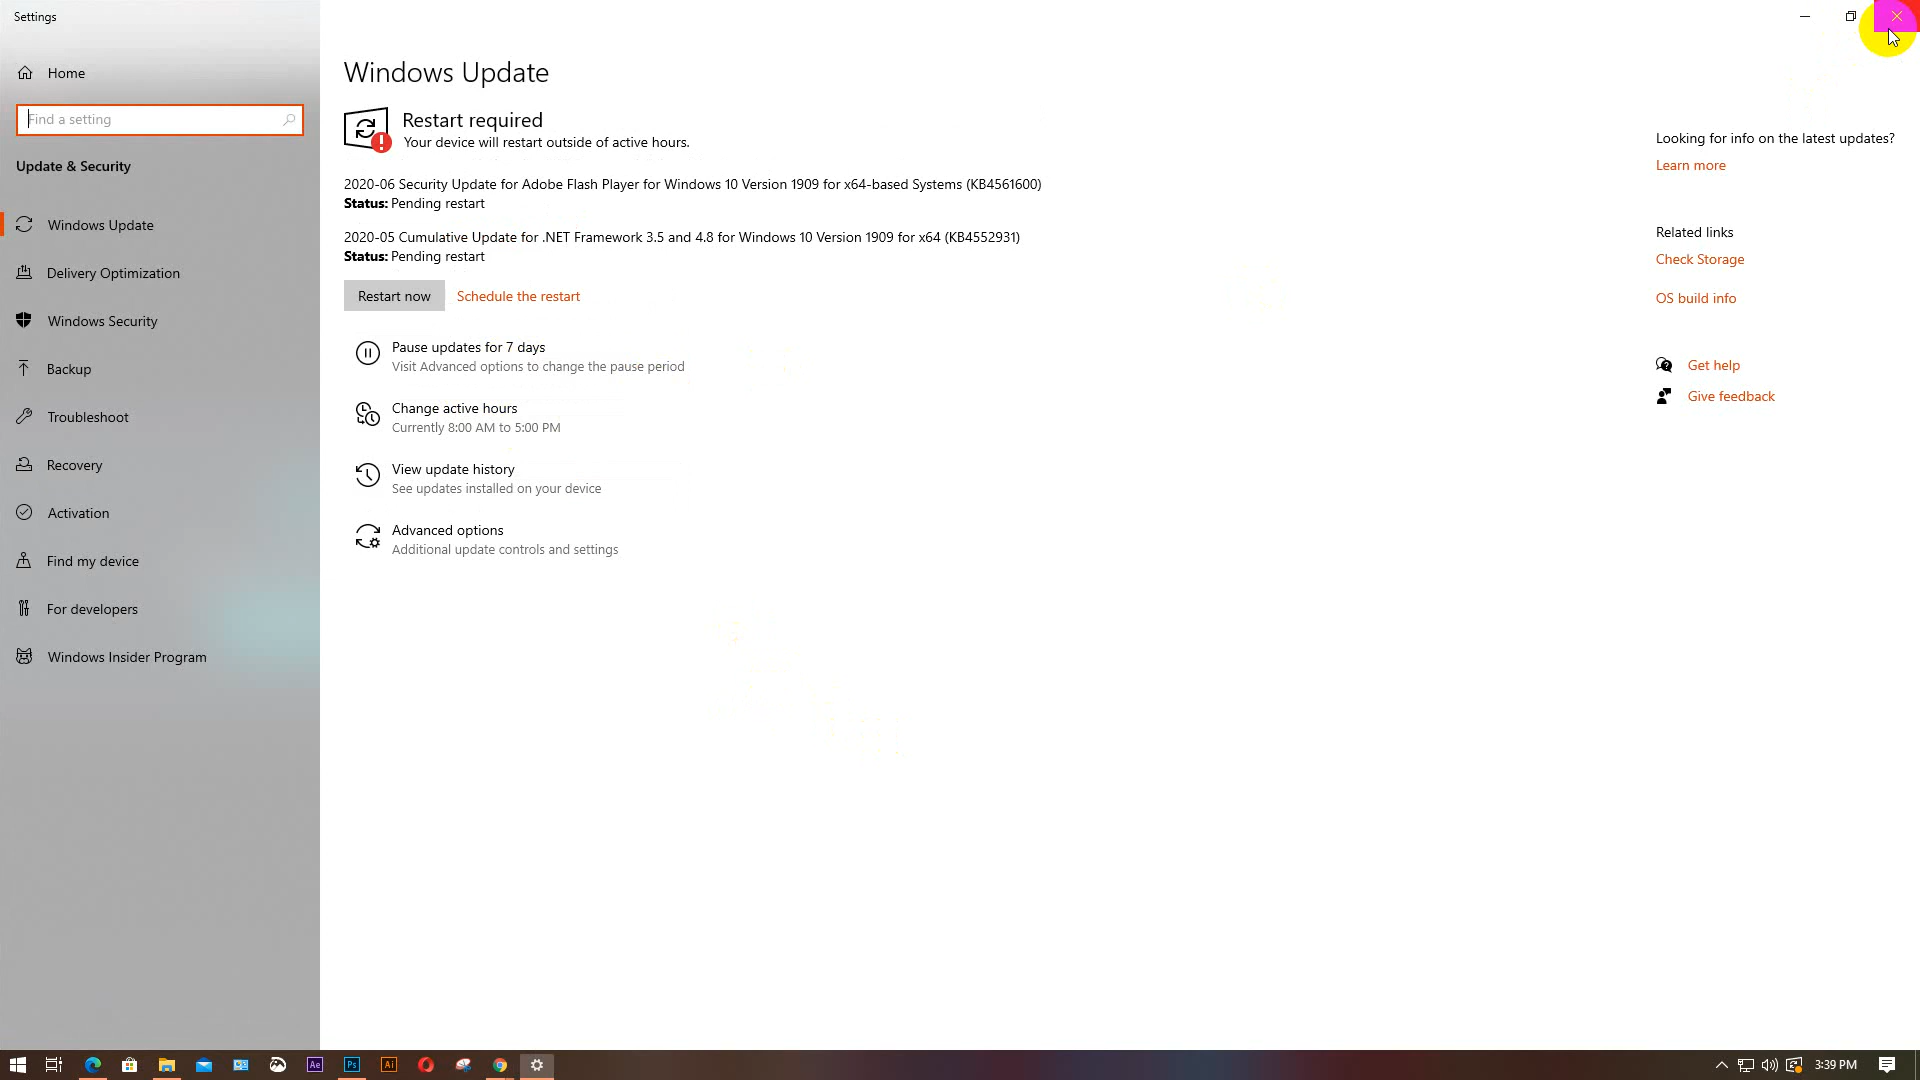 Settings
Home
Find a setting
Update & Security
Windows Update
Delivery Optimization
Windows Security
Backup
Troubleshoot
Recovery
Activation
Find my device
For developers
Windows Insider Program
Windows Update
Restart required
Your device will restart outside of active hours.
2020-06 Security Update for Adobe Flash Player for Windows 10 Version 1909 for x64-based Systems (KB4561600)
Status: Pending restart
2020-05 Cumulative Update for .NET Framework 3.5 and 4.8 for Windows 10 Version 1909 for x64 (KB4552931)
Status: Pending restart
Restart now Schedule the restart
Pause updates for 7 days
Visit Advanced options to change the pause period
Change active hours
Currently 8:00 AM to 5:00 PM
View update history
See updates installed on your device
Advanced options
Additional update controls and settings
Looking for info on the latest updates?
Learn more
Related links
Check Storage
OS build info
Get help
Give feedback
Ae Ps Ai
3:39 PM